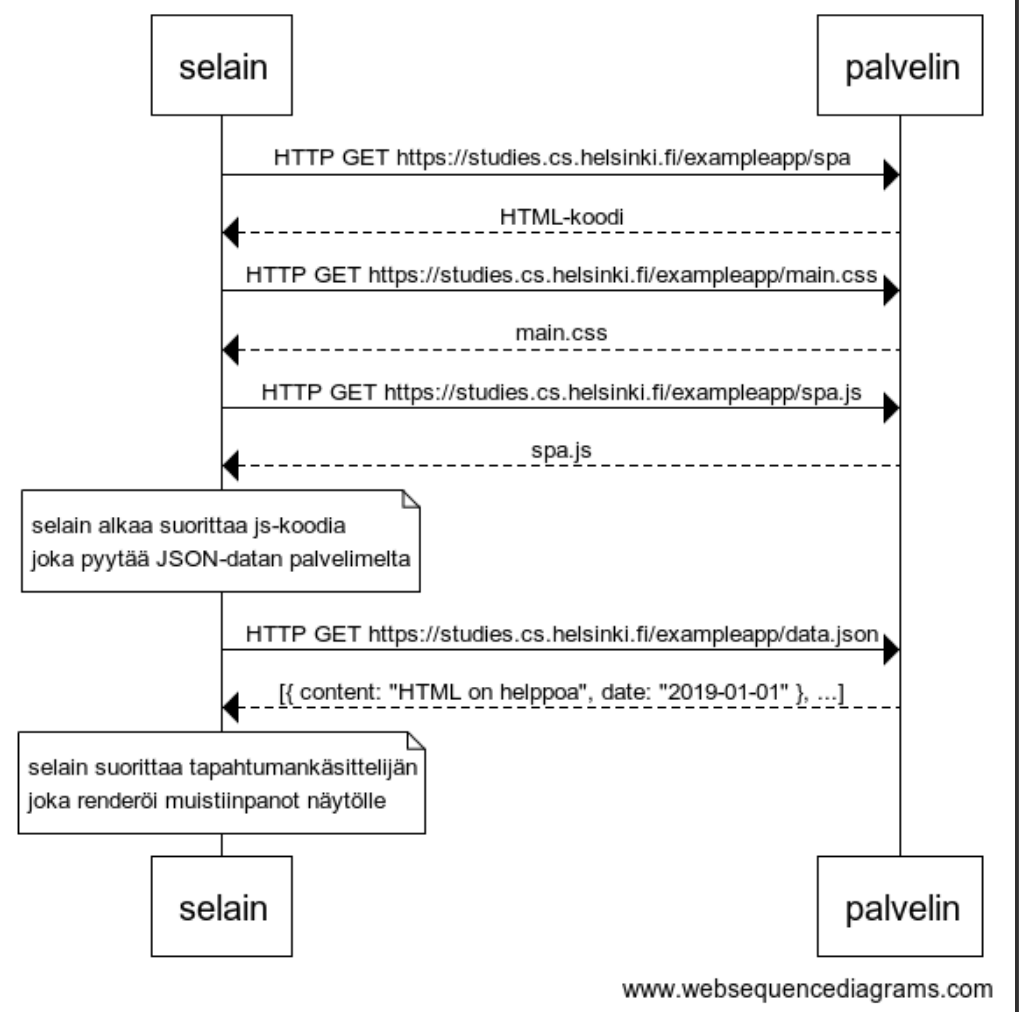 selain
palvelin
HTTP GET https://studies.cs.helsinki.fi/exampleapp/spa
HTML-koodi
HTTP GET https://studies.cs.helsinki.fi/exampleapp/main.css
main.css
HTTP GET https://studies.cs.helsinki.fi/exampleapp/spa.js
spa.js
selain alkaa suorittaa js-koodia
joka pyytää JSON-datan palvelimelta
HTTP GET https://studies.cs.helsinki.fi/exampleapp/data.json
[{ content: "HTML on helppoa", date: "2019-01-01" }, ...]
selain suorittaa tapahtumankäsittelijän
joka renderöi muistiinpanot näytölle
selain
palvelin
www.websequencediagrams.com